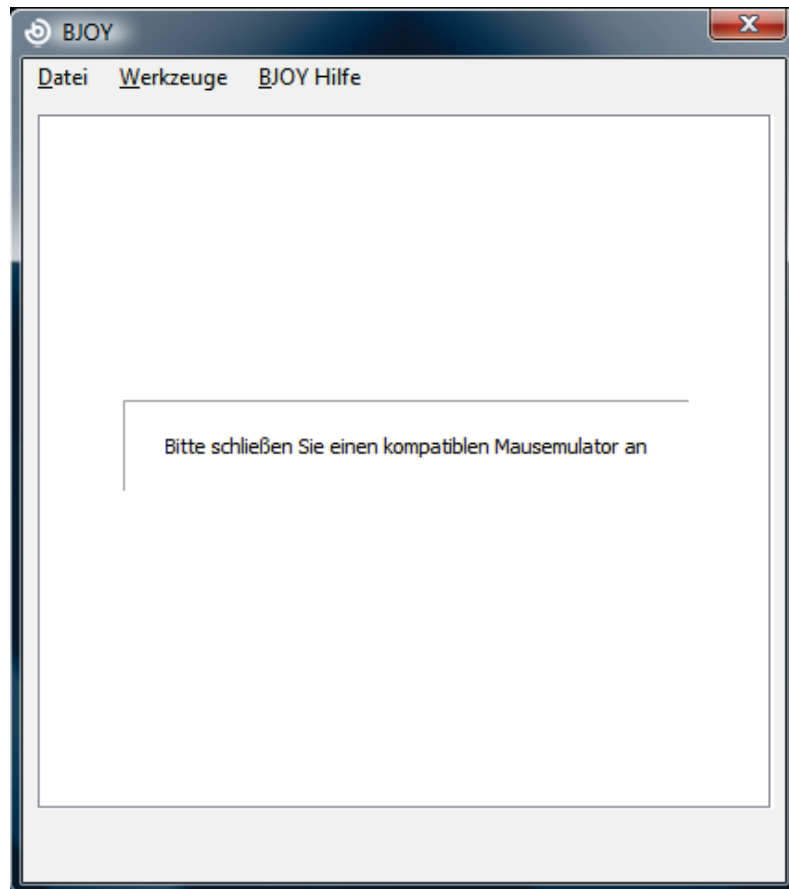 BJOY
Datei Werkzeuge BJOY Hilfe
Bitte schließen Sie einen kompatiblen Mausemulator an